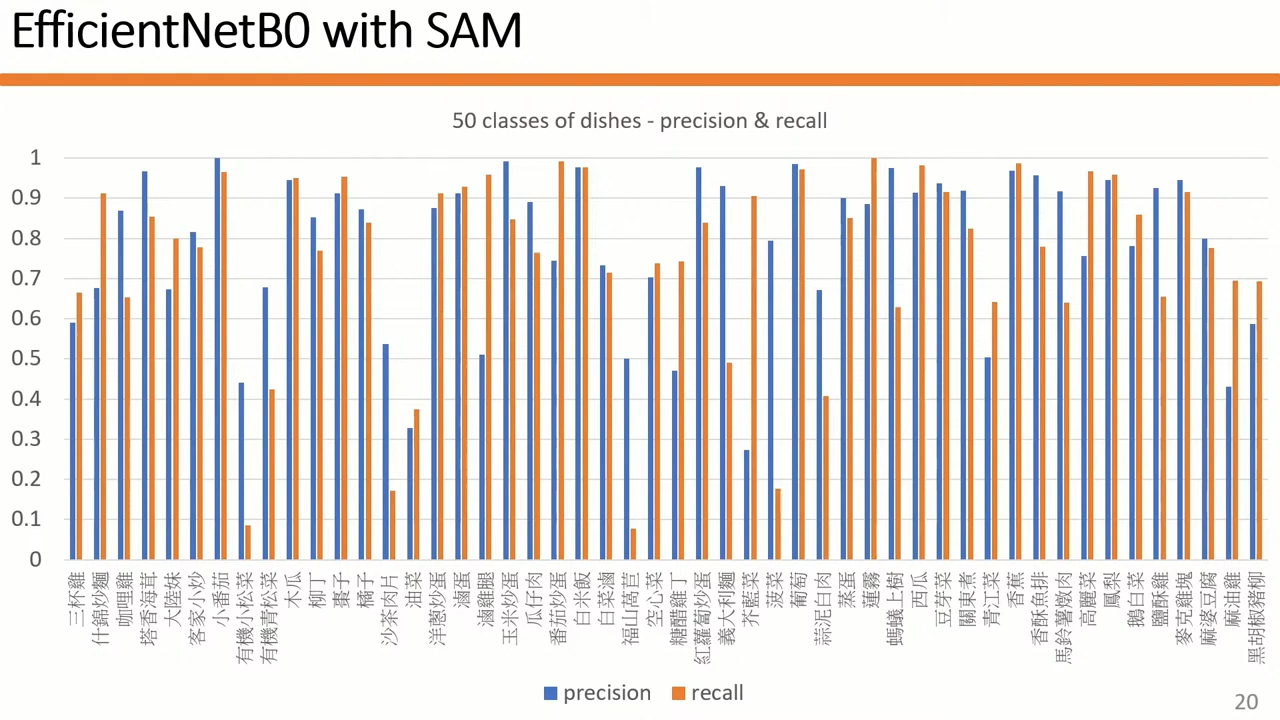 EfficientNetB0 with SAM
50 classes of dishes - precision & recall
1
0.9
0.8
0.7
0.6
0.5
0.4
0.3
0.2
0.1
0
三杯雞
什錦炒麵
咖哩雞
塔香海茸
大陸妹
客家小炒
小番茄
有機小松菜
有機青松菜
木瓜
柳丁
棗子
橘子
沙茶肉片
油菜
洋蔥炒蛋
滷蛋
滷雞腿
玉米炒蛋
瓜仔肉
番茄炒蛋
白米飯
白菜滷
福山萵苣
空心菜
糖醋雞丁
紅蘿蔔炒蛋
義大利麵
芥藍菜
菠菜
葡萄
蒜泥白肉
蒸蛋
蓮霧
螞蟻上樹
西瓜
豆芽菜
關東煮
青江菜
香蕉
香酥魚排
馬鈴薯燉肉
高麗菜
鳳梨
鵝白菜
鹽酥雞
麥克雞塊
麻婆豆腐
麻油雞
黑胡椒豬柳
precision
recall
20